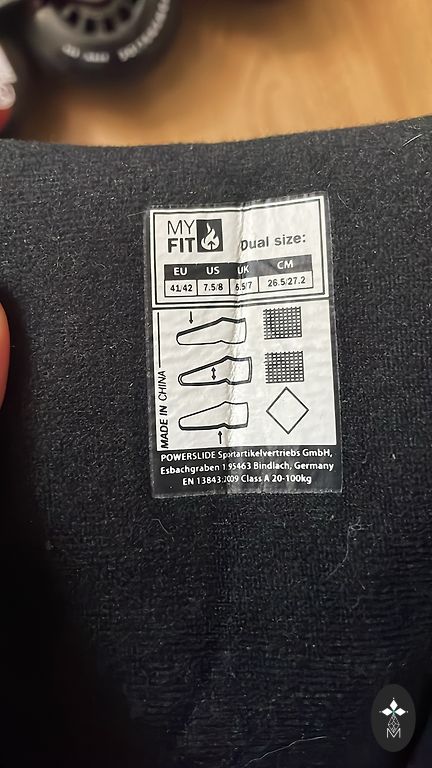 MY
FIT
Dual size:
EU US UK CM
41/42 7.5/8 6.5/7 26.5/27.2
MADE IN CHINA
POWERSLIDE Sportartikelvertriebs GmbH,
Esbachgraben 1.95463 Bindlach, Germany
EN 13843:2009 Class A 20-100kg
M